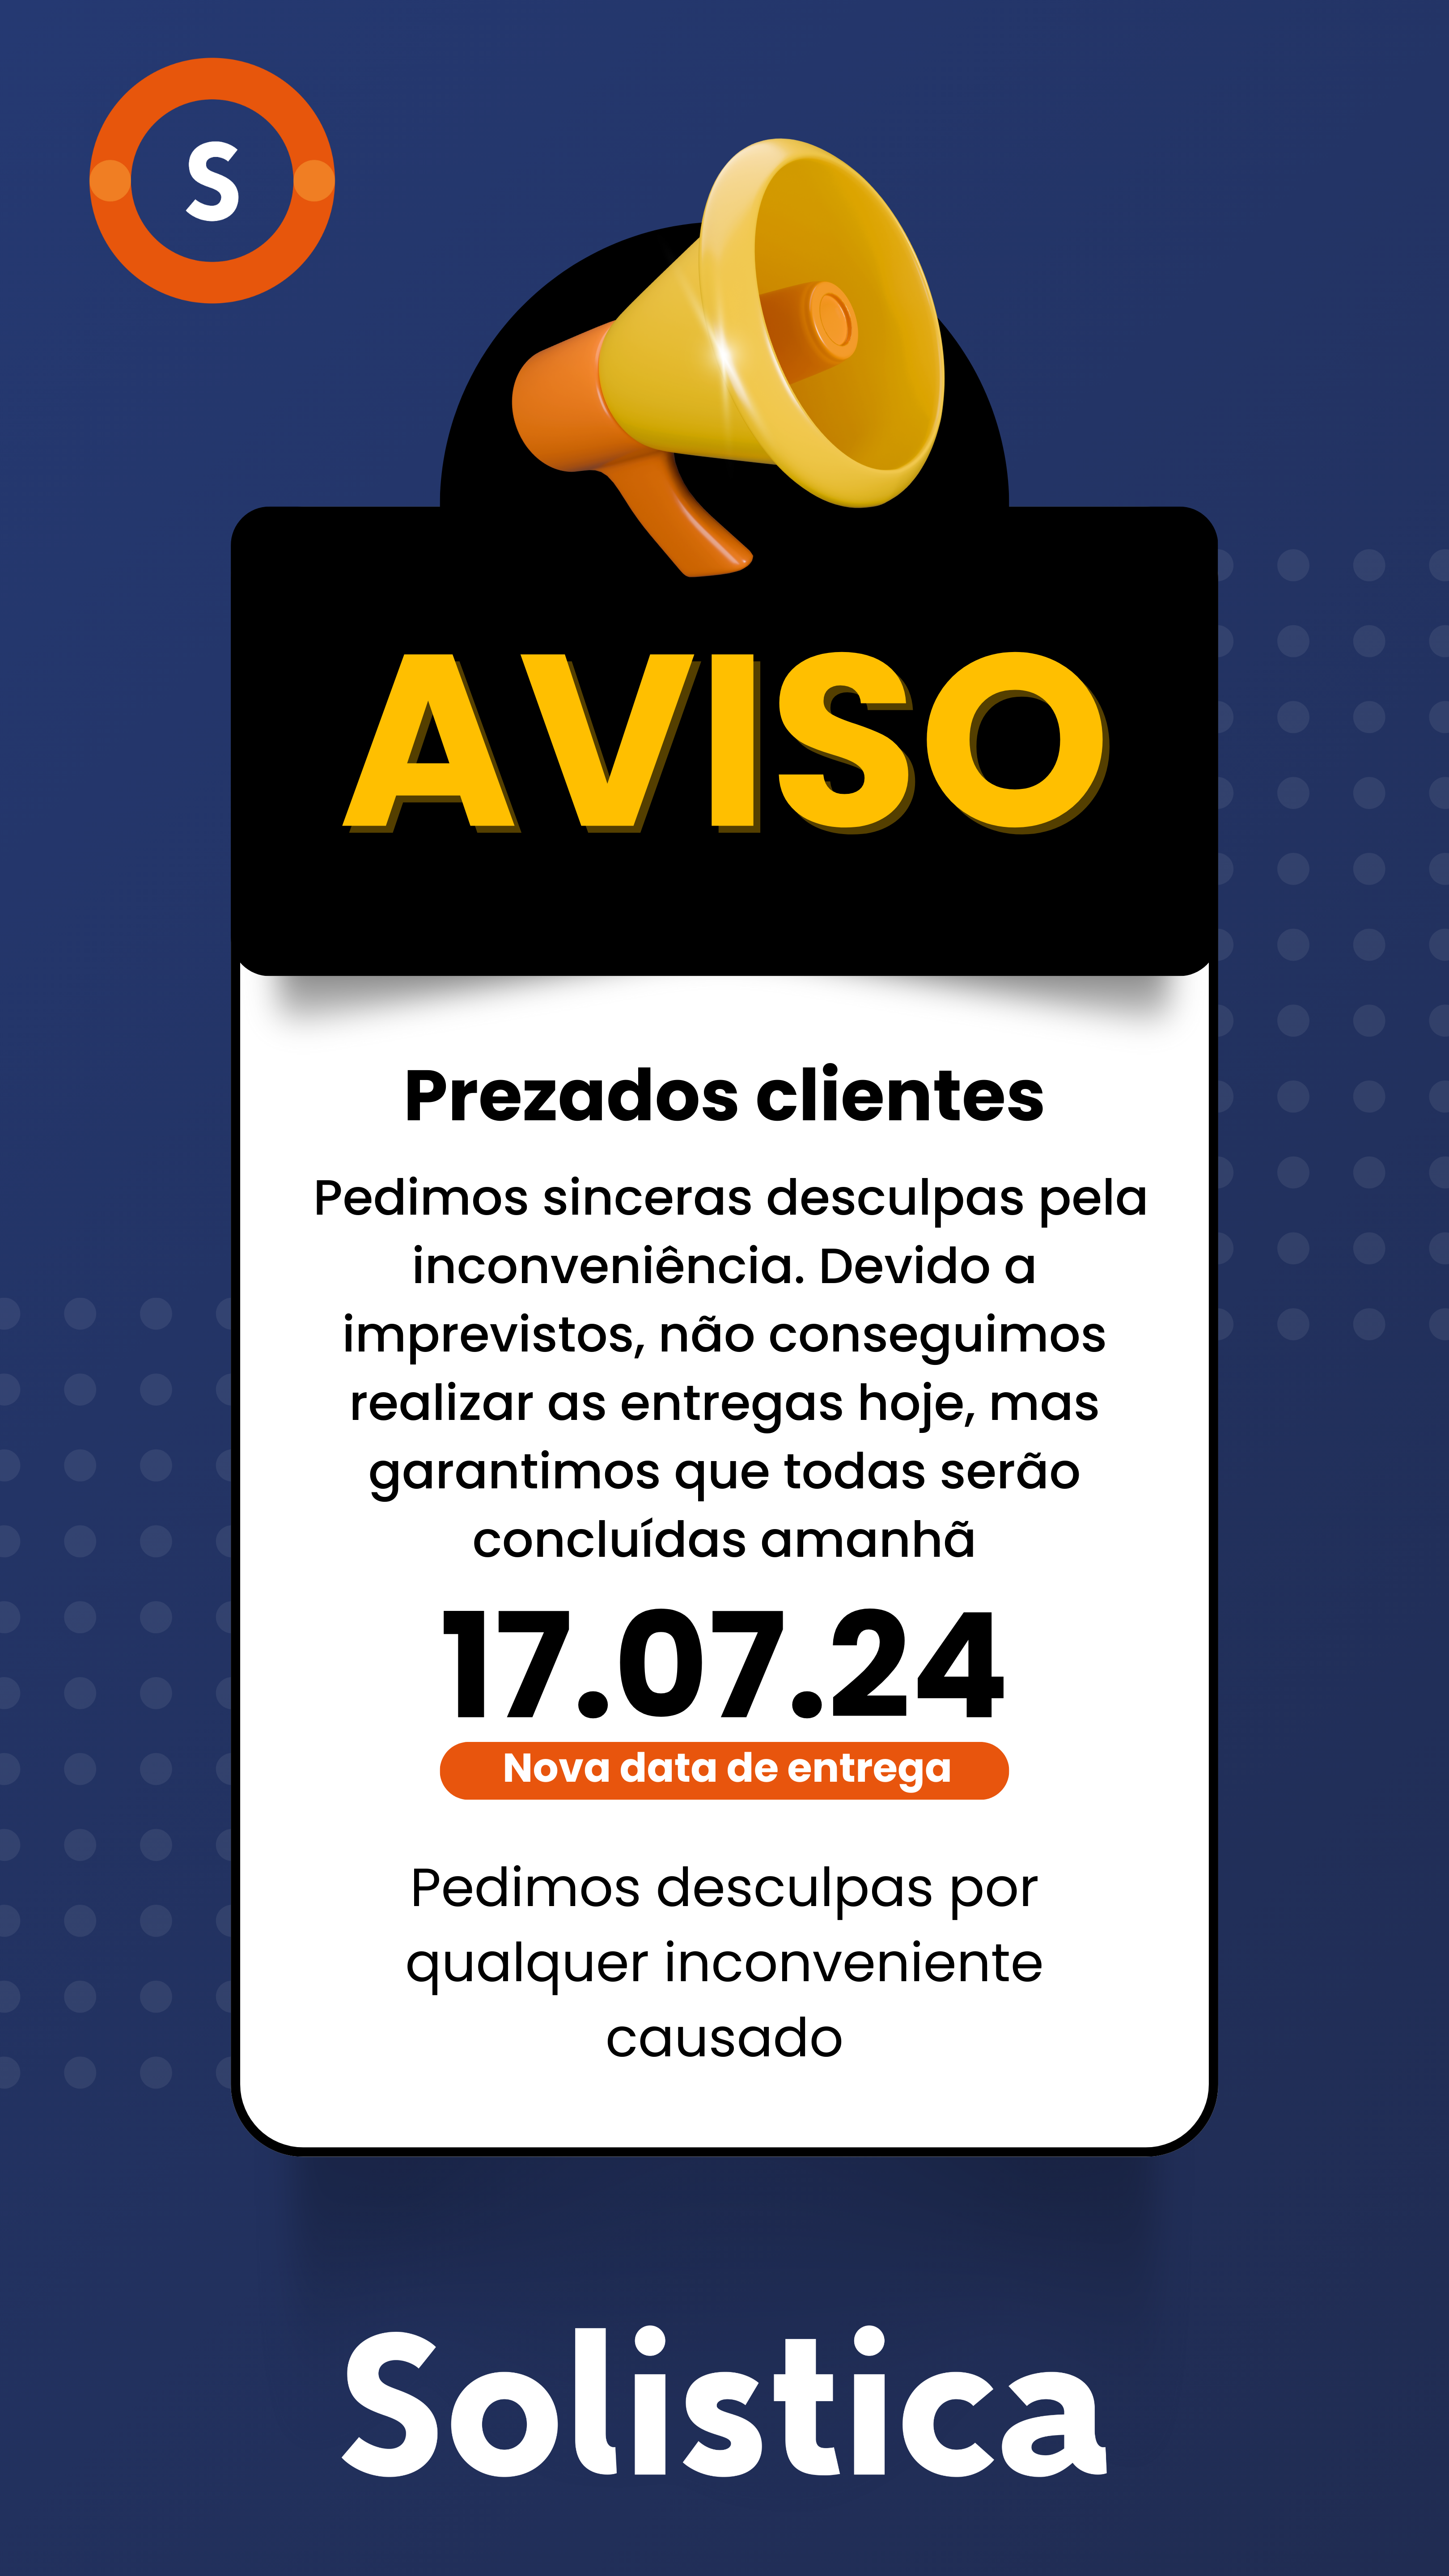 S
AVISO
Prezados clientes
Pedimos sinceras desculpas pela
inconveniência. Devido a
imprevistos, não conseguimos
realizar as entregas hoje, mas
garantimos que todas serão
concluídas amanhã
17.07.24
Nova data de entrega
Pedimos desculpas por
qualquer inconveniente
causado
Solistica